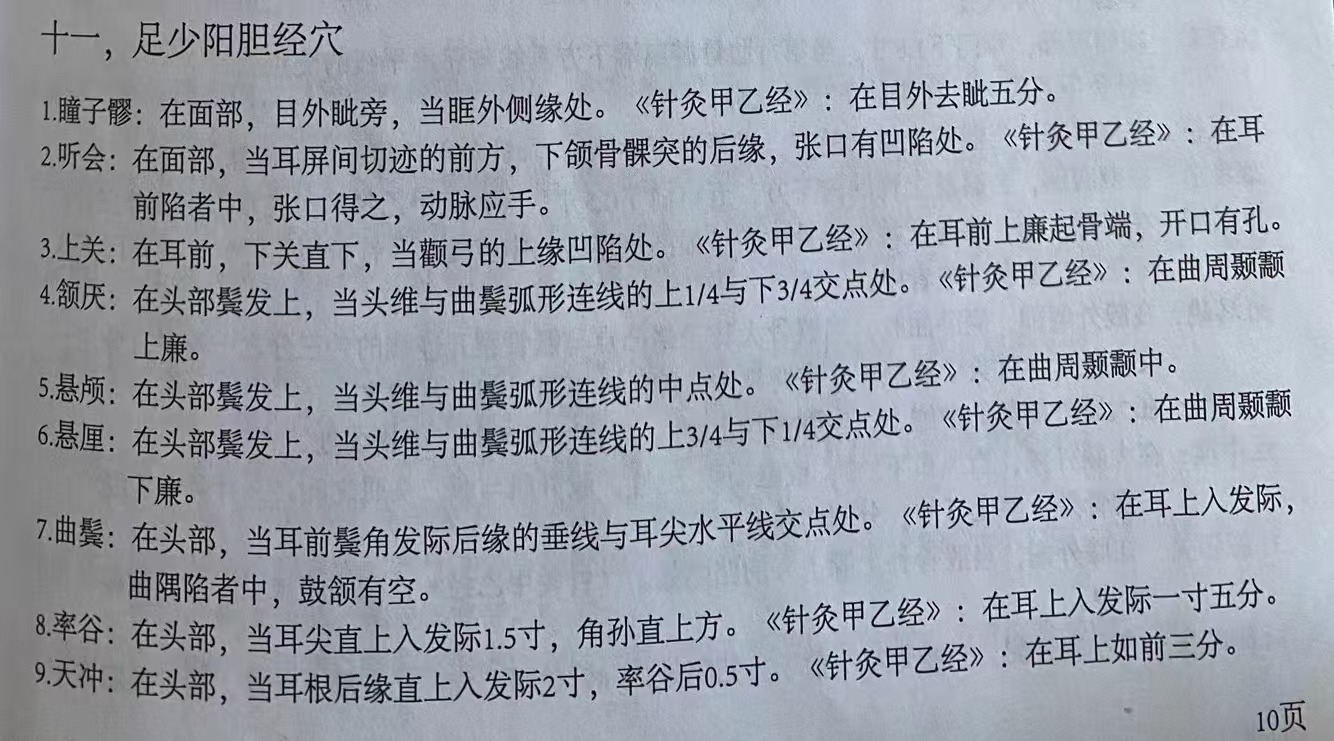 十一，足少阳胆经穴
1.瞳子髎：在面部，目外眦旁，当眶外侧缘处。《针灸甲乙经》：在目外去眦五分。
2.听会：在面部，当耳屏间切迹的前方，下颌骨髁突的后缘，张口有凹陷处。《针灸甲乙经》：在耳
前陷者中，张口得之，动脉应手。
3.上关：在耳前，下关直下，当颧弓的上缘凹陷处。《针灸甲乙经》：在耳前上廉起骨端，开口有孔。
4.颔厌：在头部鬓发上，当头维与曲鬓弧形连线的上1/4与下3/4交点处。《针灸甲乙经》：在曲周颞颥
上廉。
5.悬颅：在头部鬓发上，当头维与曲鬓弧形连线的中点处。《针灸甲乙经》：在曲周颞颥中。
6.悬厘：在头部鬓发上，当头维与曲鬓弧形连线的上3/4与下1/4交点处。《针灸甲乙经》：在曲周颞颥
下廉。
7.曲鬓：在头部，当耳前鬓角发际后缘的垂线与耳尖水平线交点处。《针灸甲乙经》：在耳上入发际，
曲隅陷者中，鼓颔有空。
8.率谷：在头部，当耳尖直上入发际1.5寸，角孙直上方。《针灸甲乙经》：在耳上入发际一寸五分。
9.天冲：在头部，当耳根后缘直上入发际2寸，率谷后0.5寸。《针灸甲乙经》：在耳上如前三分。
10页